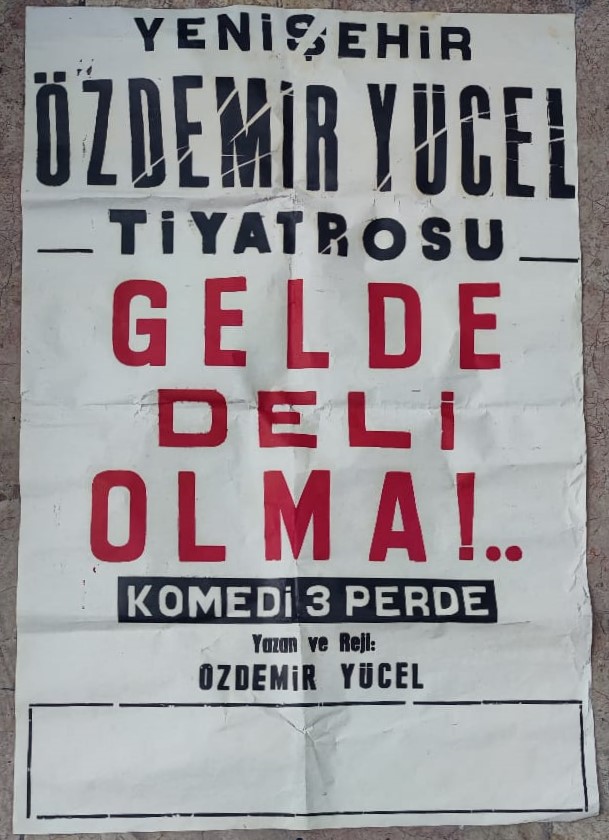 YENİŞEHİR
ÖZDEMİR YÜCEL
TİYATROSU
GELDE
DELİ
OLMA!..
KOMEDİ 3 PERDE
Yazan ve Reji:
ÖZDEMİR YÜCEL